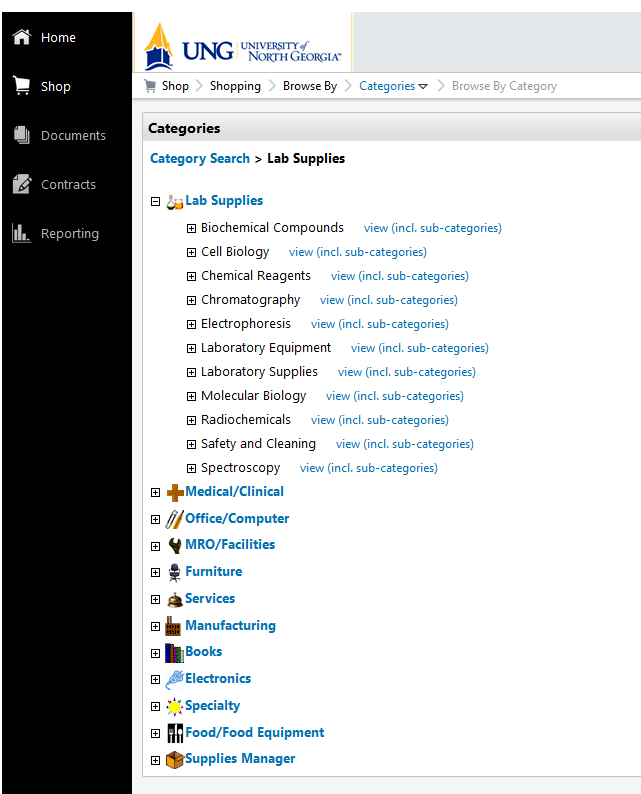 Home
Shop
Documents
Contracts
Reporting
UNG UNIVERSITY of NORTH GEORGIA™
Shop Shopping Browse By Categories Browse By Category
Categories
Category Search > Lab Supplies
Lab Supplies
Biochemical Compounds view (incl. sub-categories)
Cell Biology view (incl. sub-categories)
Chemical Reagents view (incl. sub-categories)
Chromatography view (incl. sub-categories)
Electrophoresis view (incl. sub-categories)
Laboratory Equipment view (incl. sub-categories)
Laboratory Supplies view (incl. sub-categories)
Molecular Biology view (incl. sub-categories)
Radiochemicals view (incl. sub-categories)
Safety and Cleaning view (incl. sub-categories)
Spectroscopy view (incl. sub-categories)
Medical/Clinical
Office/Computer
MRO/Facilities
Furniture
Services
Manufacturing
Books
Electronics
Specialty
Food/Food Equipment
Supplies Manager